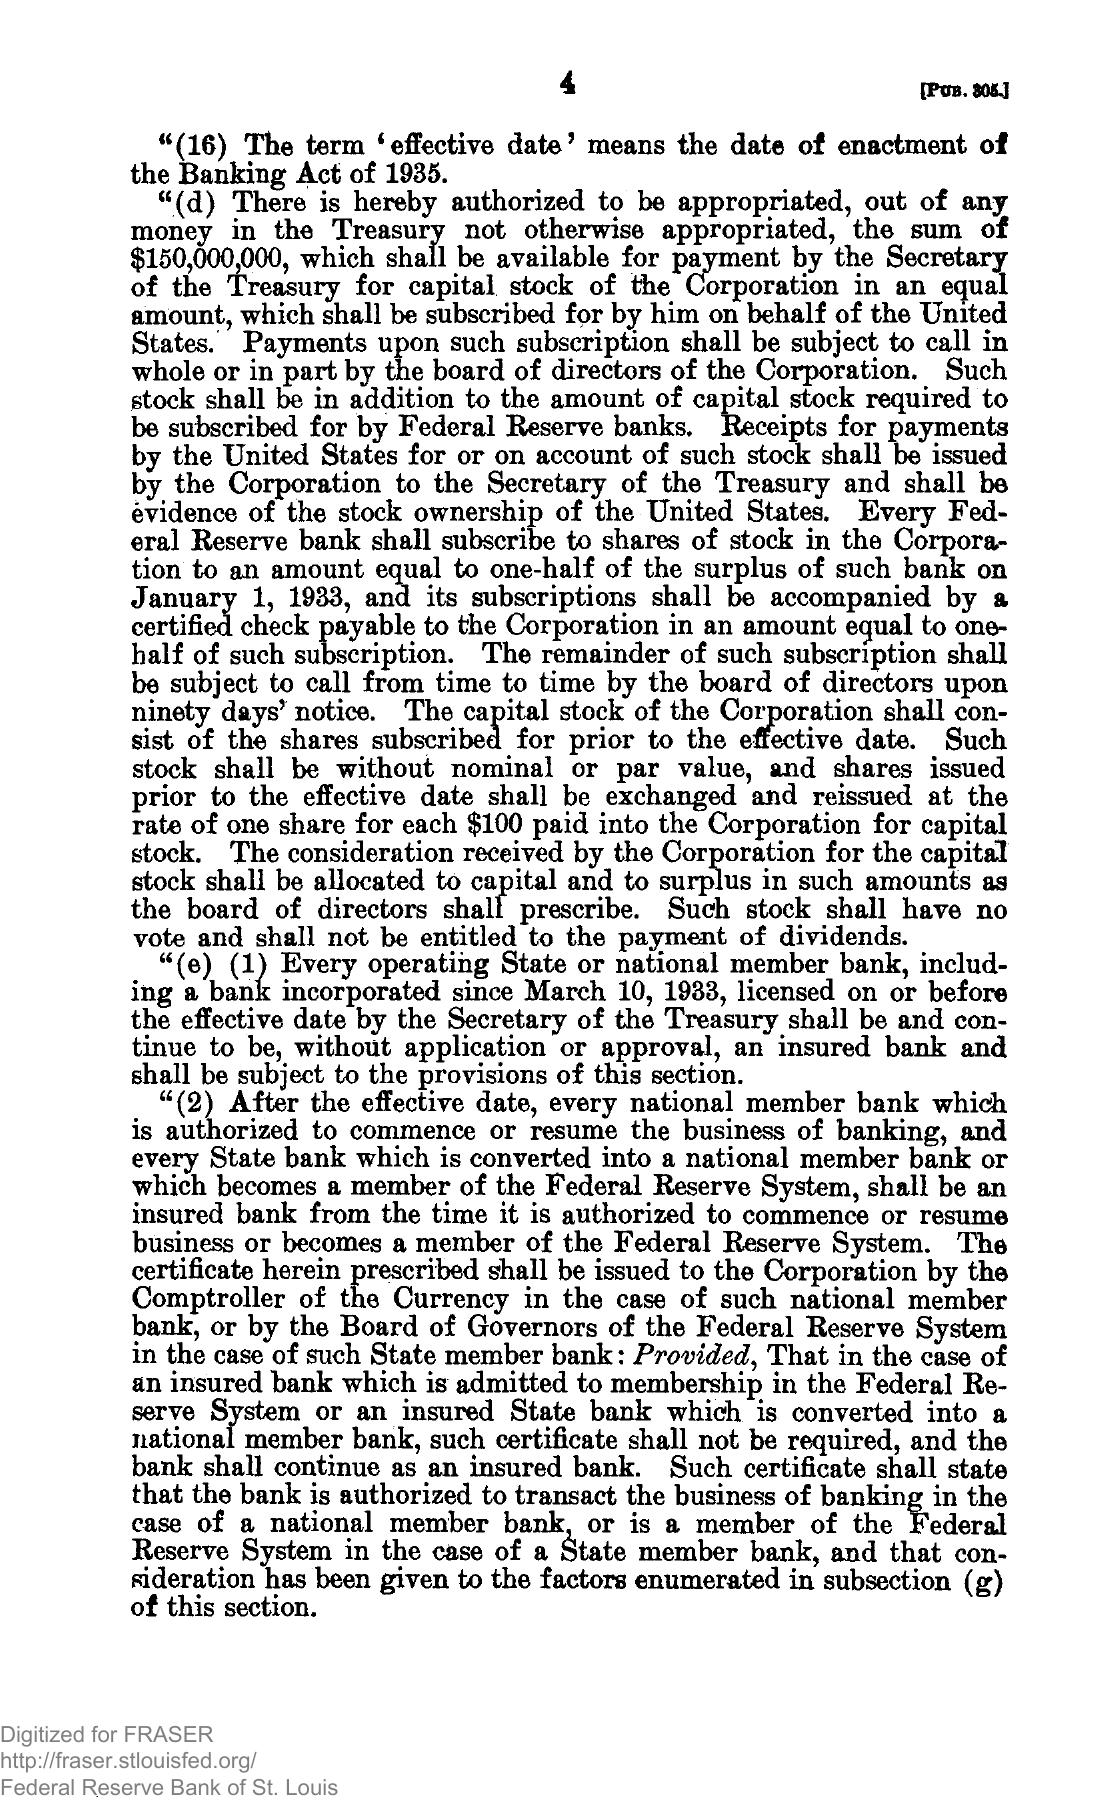 4
[PUB. 305.]
"(16) The term 'effective date' means the date of enactment of
the Banking Act of 1935.
"(d) There is hereby authorized to be appropriated, out of any
money in the Treasury not otherwise appropriated, the sum of
$150,000,000, which shall be available for payment by the Secretary
of the Treasury for capital stock of the Corporation in an equal
amount, which shall be subscribed for by him on behalf of the United
States. Payments upon such subscription shall be subject to call in
whole or in part by the board of directors of the Corporation. Such
stock shall be in addition to the amount of capital stock required to
be subscribed for by Federal Reserve banks. Receipts for payments
by the United States for or on account of such stock shall be issued
by the Corporation to the Secretary of the Treasury and shall be
evidence of the stock ownership of the United States. Every Fed-
eral Reserve bank shall subscribe to shares of stock in the Corpora-
tion to an amount equal to one-half of the surplus of such bank on
January 1, 1933, and its subscriptions shall be accompanied by a
certified check payable to the Corporation in an amount equal to one-
half of such subscription. The remainder of such subscription shall
be subject to call from time to time by the board of directors upon
ninety days' notice. The capital stock of the Corporation shall con-
sist of the shares subscribed for prior to the effective date. Such
stock shall be without nominal or par value, and shares issued
prior to the effective date shall be exchanged and reissued at the
rate of one share for each $100 paid into the Corporation for capital
stock. The consideration received by the Corporation for the capital
stock shall be allocated to capital and to surplus in such amounts as
the board of directors shall prescribe. Such stock shall have no
vote and shall not be entitled to the payment of dividends.
"(e) (1) Every operating State or national member bank, includ-
ing a bank incorporated since March 10, 1933, licensed on or before
the effective date by the Secretary of the Treasury shall be and con-
tinue to be, without application or approval, an insured bank and
shall be subject to the provisions of this section.
"(2) After the effective date, every national member bank which
is authorized to commence or resume the business of banking, and
every State bank which is converted into a national member bank or
which becomes a member of the Federal Reserve System, shall be an
insured bank from the time it is authorized to commence or resume
business or becomes a member of the Federal Reserve System. The
certificate herein prescribed shall be issued to the Corporation by the
Comptroller of the Currency in the case of such national member
bank, or by the Board of Governors of the Federal Reserve System
in the case of such State member bank: Provided, That in the case of
an insured bank which is admitted to membership in the Federal Re-
serve System or an insured State bank which is converted into a
national member bank, such certificate shall not be required, and the
bank shall continue as an insured bank. Such certificate shall state
that the bank is authorized to transact the business of banking in the
case of a national member bank, or is a member of the Federal
Reserve System in the case of a State member bank, and that con-
sideration has been given to the factors enumerated in subsection (g)
of this section.
Digitized for FRASER
http://fraser.stlouisfed.org/
Federal Reserve Bank of St. Louis